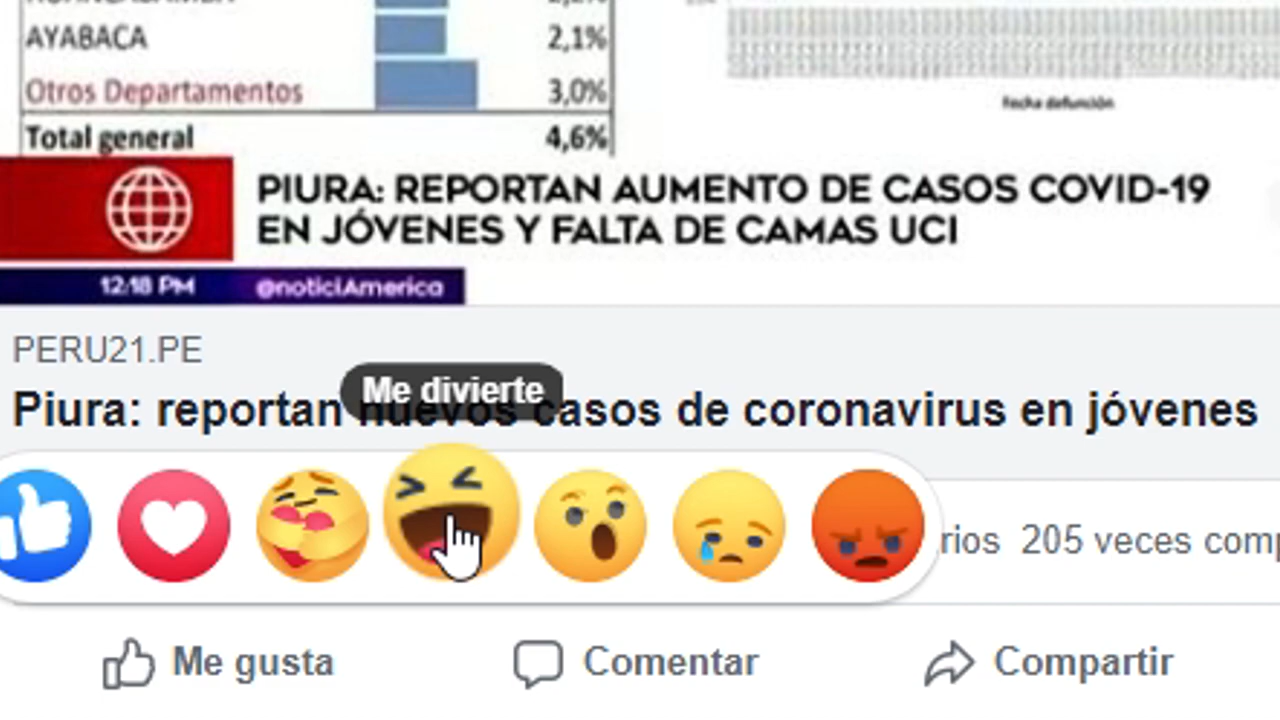 AYABACA 2,1%
Otros Departamentos 3,0%
Total general 4,6%
Fecha defunción
PIURA: REPORTAN AUMENTO DE CASOS COVID-19
EN JÓVENES Y FALTA DE CAMAS UCI
12:18 PM @noticiAmerica
PERU21.PE
Me divierte
Piura: reportan nuevos casos de coronavirus en jóvenes
205 veces
Me gusta Comentar Compartir